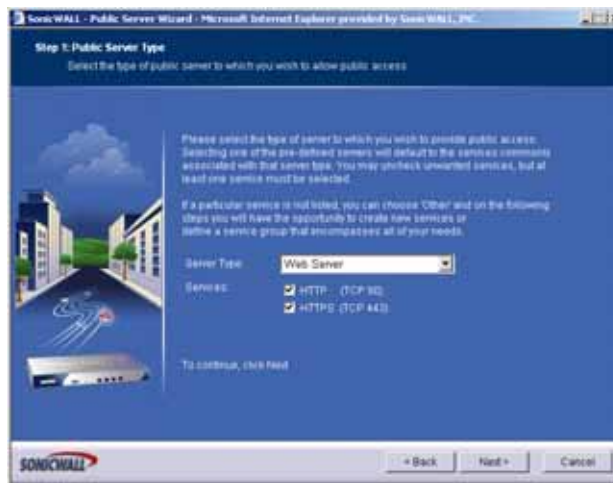 SonicWALL - Public Server Wizard - Microsoft Internet Explorer provided by SonicWALL, INC.
Step 1: Public Server Type
Select the type of public server to which you wish to allow public access
Please select the type of server to which you wish to provide public access.
Selecting one of the pre-defined servers will default to the services commonly
associated with that server type. You may uncheck unwanted services, but at
least one service must be selected.
If a particular service is not listed, you can choose 'Other' and on the following
steps you will have the opportunity to create new services or
define a service group that encompasses all of your needs.
Server Type: Web Server
Services: HTTP - (TCP 80)
HTTPS (TCP 443)
To continue, click Next
SONICWALL
< Back Next > Cancel